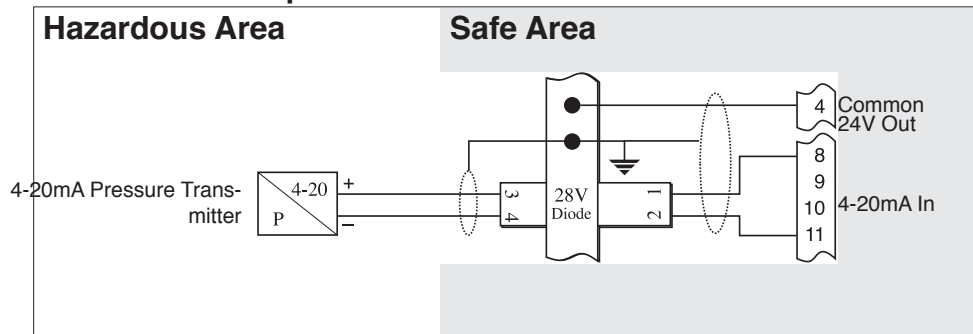 Hazardous Area
Safe Area
4
Common
24V Out
8
9
10
11
4-20mA In
4-20mA Pressure Trans-
mitter
4-20
P
+
–
3
4
28V
Diode
1
2